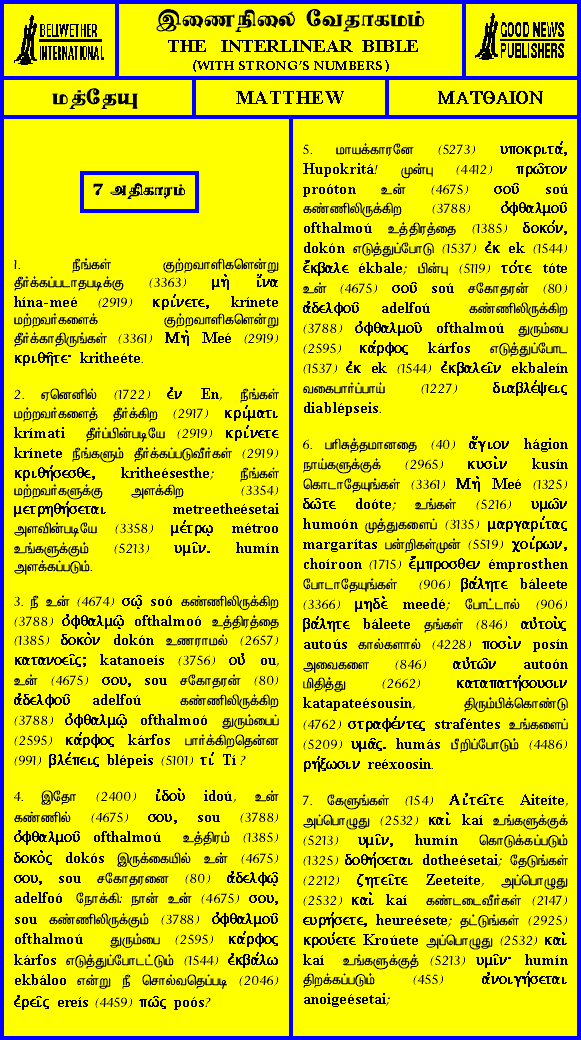 BELLWETHER
INTERNATIONAL
இணைநிலை வேதாகமம்
THE INTERLINEAR BIBLE
(WITH STRONG'S NUMBERS)
GOOD NEWS
PUBLISHERS
மத்தேயு
MATTHEW
ΜΑΤΘΑΙΟΝ
7 அதிகாரம்
1. நீங்கள் குற்றவாளிகளென்று
தீர்க்கப்படாதபடிக்கு (3363) μὴ ἵνα
hína-meé (2919) κρίνετε, krínete
மற்றவர்களைக் குற்றவாளிகளென்று
தீர்க்காதிருங்கள் (3361) Μὴ Meé (2919)
κριθῆτε· kritheéte.
2. ஏனெனில் (1722) ἐν En, நீங்கள்
மற்றவர்களைத் தீர்க்கிற (2917) κρίματι
krímati தீர்ப்பின்படியே (2919) κρίνετε
krínete நீங்களும் தீர்க்கப்படுவீர்கள் (2919)
κριθήσεσθε, kritheésesthe; நீங்கள்
மற்றவர்களுக்கு அளக்கிற (3354)
μετρηθήσεται metreetheésetai
அளவின்படியே (3358) μέτρῳ métroo
உங்களுக்கும் (5213) υμῖν. humín
அளக்கப்படும்.
3. நீ உன் (4674) σῷ soó கண்ணிலிருக்கிற
(3788) ὀφθαλμῷ ofthalmoó உத்திரத்தை
(1385) δοκὸν dokón உணராமல் (2657)
κατανοεῖς; katanoeís (3756) οὐ ou,
உன் (4675) σου, sou சகோதரன் (80)
ἀδελφοῦ adelfoú கண்ணிலிருக்கிற
(3788) ὀφθαλμῷ ofthalmoó துரும்பைப்
(2595) κάρφος kárfos பார்க்கிறதென்ன
(991) βλέπεις blépeis (5101) τί Tí ?
4. இதோ (2400) ἰδοὺ idoú, உன்
கண்ணில் (4675) σου, sou (3788)
ὀφθαλμοῦ ofthalmoú உத்திரம் (1385)
δοκὸς dokós இருக்கையில் உன் (4675)
σου, sou சகோதரனை (80) ἀδελφῷ
adelfoó நோக்கி: நான் உன் (4675) σου,
sou கண்ணிலிருக்கும் (3788) ὀφθαλμοῦ
ofthalmoú துரும்பை (2595) κάρφος
kárfos எடுத்துப்போடட்டும் (1544) ἐκβάλω
ekbáloo என்று நீ சொல்வதெப்படி (2046)
ἐρεῖς ereís (4459) πῶς poós?
5. மாயக்காரனே (5273) υποκριτά,
Hupokritá! முன்பு (4412) πρῶτον
proóton உன் (4675) σοῦ soú
கண்ணிலிருக்கிற (3788) ὀφθαλμοῦ
ofthalmoú உத்திரத்தை (1385) δοκόν,
dokón எடுத்துப்போடு (1537) ἐκ ek (1544)
ἔκβαλε ékbale; பின்பு (5119) τότε tóte
உன் (4675) σοῦ soú சகோதரன் (80)
ἀδελφοῦ adelfoú கண்ணிலிருக்கிற
(3788) ὀφθαλμοῦ ofthalmoú துரும்பை
(2595) κάρφος kárfos எடுத்துப்போட
(1537) ἐκ ek (1544) ἐκβαλεῖν ekbaleín
வகைபார்ப்பாய் (1227) διαβλέψεις
diablépseis.
6. பரிசுத்தமானதை (40) ἅγιον hágion
நாய்களுக்குக் (2965) κυσὶν kusín
கொடாதேயுங்கள் (3361) Μὴ Meé (1325)
δῶτε doóte; உங்கள் (5216) υμῶν
humoón முத்துகளைப் (3135) μαργαρίτας
margarítas பன்றிகள்முன் (5519) χοίρων,
choíroon (1715) ἔμπροσθεν émprosthen
போடாதேயுங்கள் (906) βάλητε báleete
(3366) μηδὲ meedé; போட்டால் (906)
βάλητε báleete தங்கள் (846) αὐτοὺς
autoús கால்களால் (4228) ποσὶν posín
அவைகளை (846) αὐτῶν autoón
மிதித்து (2662) καταπατήσουσιν
katapateésousin, திரும்பிக்கொண்டு
(4762) στραφέντες straféntes உங்களைப்
(5209) υμᾶς. humás பீறிப்போடும் (4486)
ρήξωσιν reéxoosin.
7. கேளுங்கள் (154) Αἰτεῖτε Aiteíte,
அப்பொழுது (2532) καὶ kaí உங்களுக்குக்
(5213) υμῖν, humín கொடுக்கப்படும்
(1325) δοθήσεται dotheésetai; தேடுங்கள்
(2212) ζητεῖτε Zeeteíte, அப்பொழுது
(2532) καὶ kaí கண்டடைவீர்கள் (2147)
ευρήσετε, heureésete; தட்டுங்கள் (2925)
κρούετε Kroúete அப்பொழுது (2532) καὶ
kaí உங்களுக்குத் (5213) υμῖν· humín
திறக்கப்படும் (455) ἀνοιγήσεται
anoigeésetai;